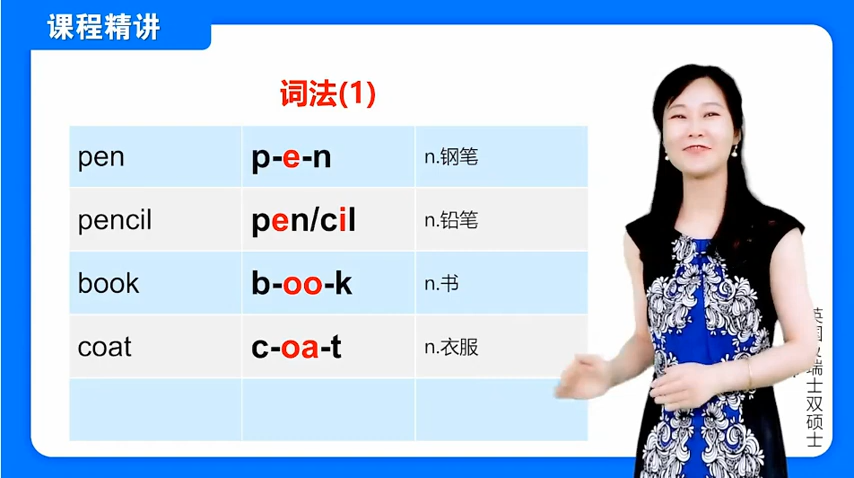 课程精讲
词法(1)
pen p-e-n n.钢笔
pencil pen/cil n.铅笔
book b-oo-k n.书
coat c-oa-t n.衣服
瑞士双硕士